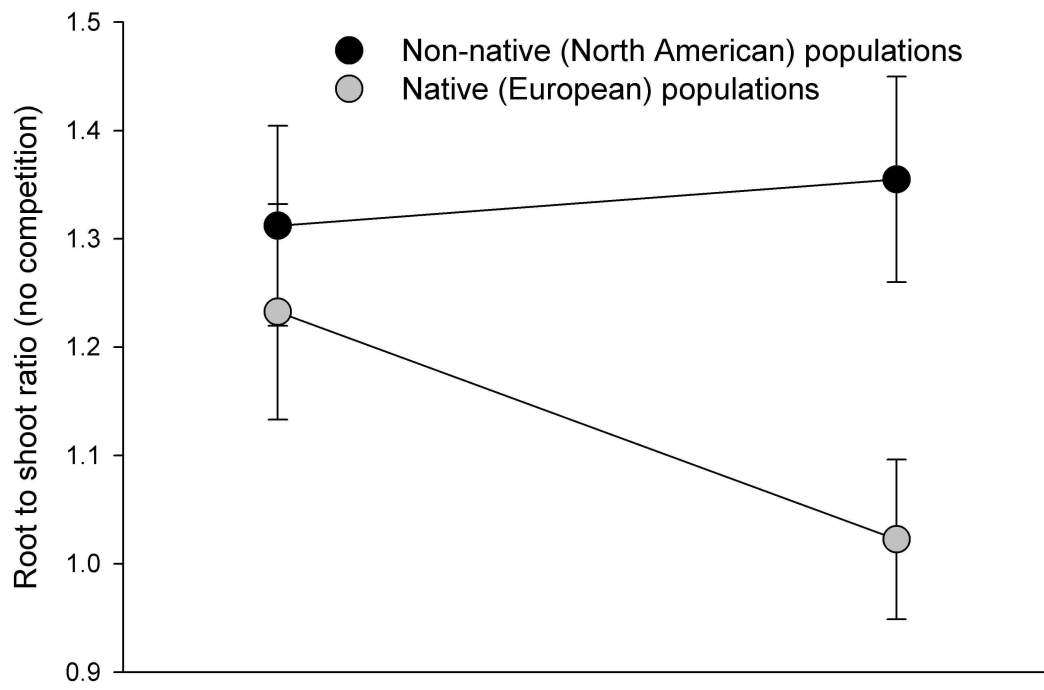 1.5
Non-native (North American) populations
Native (European) populations
1.4
1.3
1.2
1.1
1.0
0.9
Root to shoot ratio (no competition)